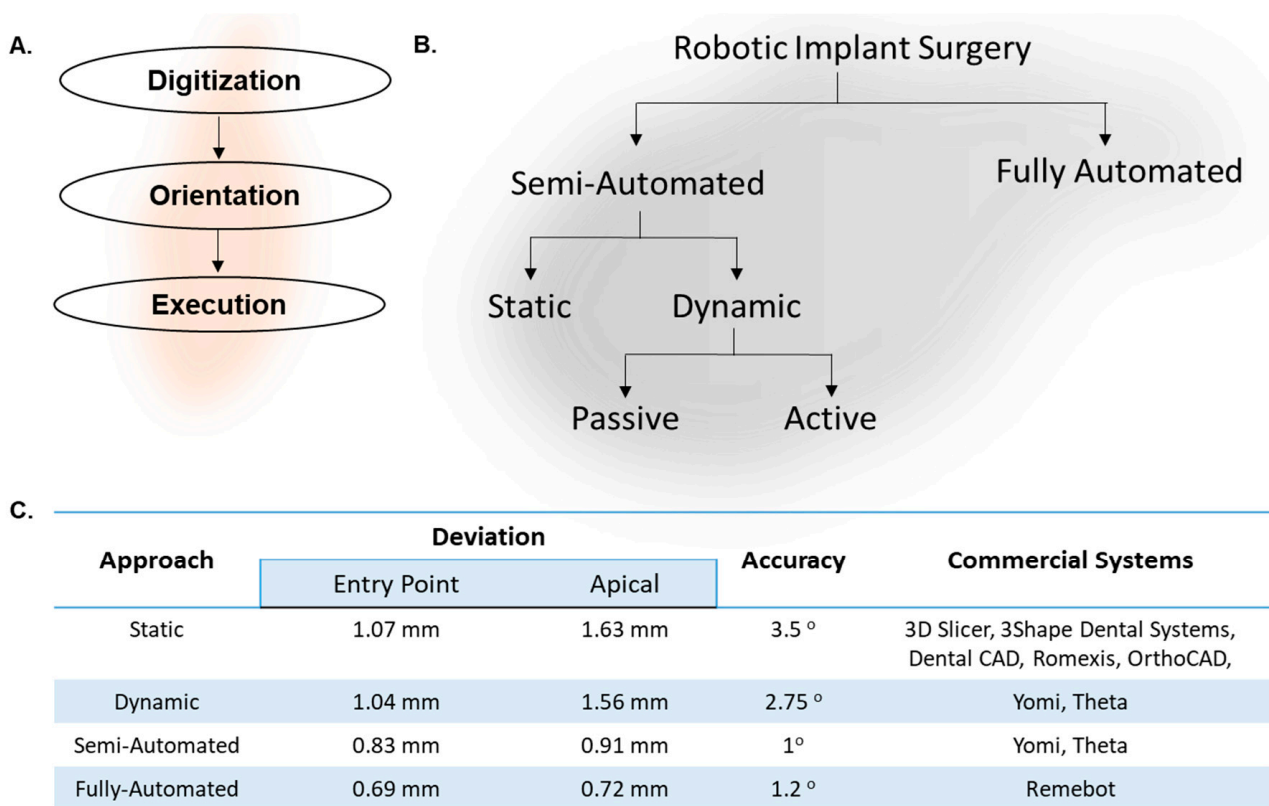 A.
Digitization
Orientation
Execution
B.
Robotic Implant Surgery
Semi-Automated
Fully Automated
Static
Dynamic
Passive
Active
C.
Approach
Deviation
Accuracy
Commercial Systems
Entry Point
Apical
Static 1.07 mm 1.63 mm 3.5 º 3D Slicer, 3Shape Dental Systems,
Dental CAD, Romexis, OrthoCAD,
Dynamic 1.04 mm 1.56 mm 2.75 º Yomi, Theta
Semi-Automated 0.83 mm 0.91 mm 1º Yomi, Theta
Fully-Automated 0.69 mm 0.72 mm 1.2 º Remebot